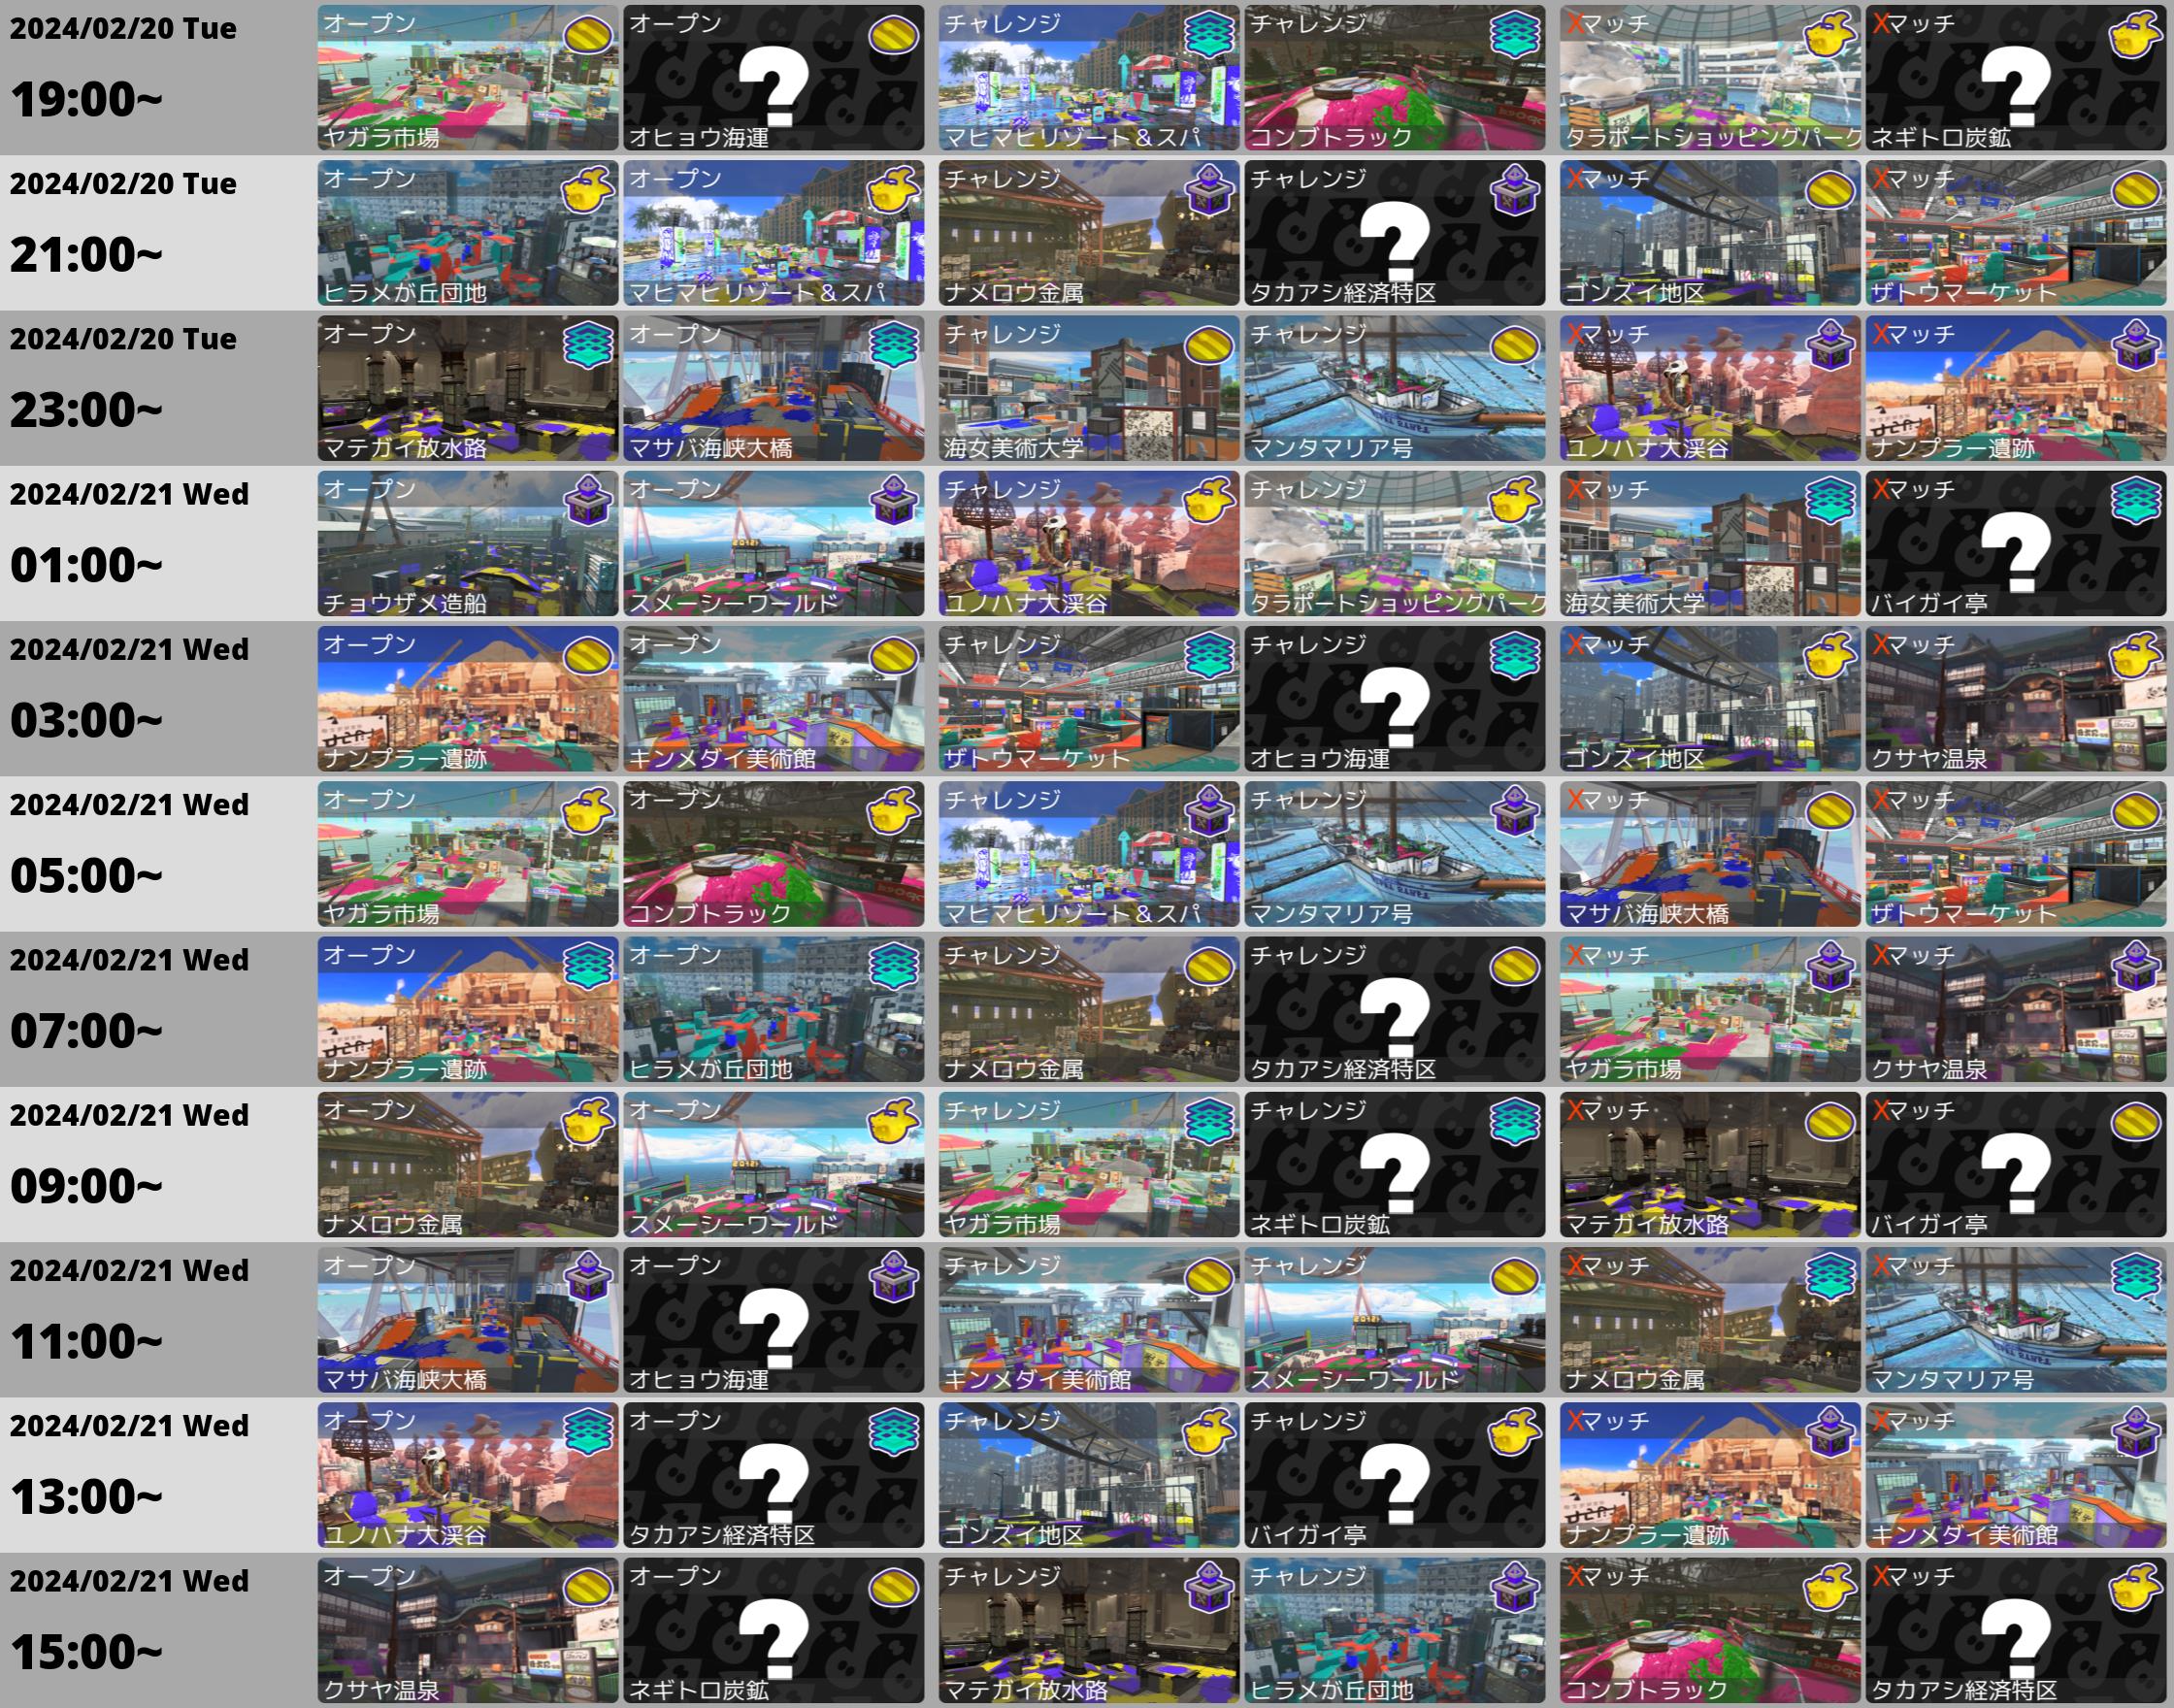 2024/02/20 Tue
19:00~
オープン
ヤガラ市場
オープン
オヒョウ海運
チャレンジ
マヒマヒリゾート＆スパ
チャレンジ
コンブトラック
Xマッチ
タラポートショッピングパーク
Xマッチ
ネギトロ炭鉱
2024/02/20 Tue
21:00~
オープン
ヒラメが丘団地
オープン
マヒマヒリゾート＆スパ
チャレンジ
ナメロウ金属
チャレンジ
タカアシ経済特区
Xマッチ
ゴンズイ地区
Xマッチ
ザトウマーケット
2024/02/20 Tue
23:00~
オープン
マテガイ放水路
オープン
マサバ海峡大橋
チャレンジ
海女美術大学
チャレンジ
マンタマリア号
Xマッチ
ユノハナ大渓谷
Xマッチ
ナンプラー遺跡
2024/02/21 Wed
01:00~
オープン
チョウザメ造船
オープン
スメーシーワールド
チャレンジ
ユノハナ大渓谷
チャレンジ
タラポートショッピングパーク
Xマッチ
海女美術大学
Xマッチ
バイガイ亭
2024/02/21 Wed
03:00~
オープン
ナンプラー遺跡
オープン
キンメダイ美術館
チャレンジ
ザトウマーケット
チャレンジ
オヒョウ海運
Xマッチ
ゴンズイ地区
Xマッチ
クサヤ温泉
2024/02/21 Wed
05:00~
オープン
ヤガラ市場
オープン
コンブトラック
チャレンジ
マヒマヒリゾート＆スパ
チャレンジ
マンタマリア号
Xマッチ
マサバ海峡大橋
Xマッチ
ザトウマーケット
2024/02/21 Wed
07:00~
オープン
ナンプラー遺跡
オープン
ヒラメが丘団地
チャレンジ
ナメロウ金属
チャレンジ
タカアシ経済特区
Xマッチ
ヤガラ市場
Xマッチ
クサヤ温泉
2024/02/21 Wed
09:00~
オープン
ナメロウ金属
オープン
スメーシーワールド
チャレンジ
ヤガラ市場
チャレンジ
ネギトロ炭鉱
Xマッチ
マテガイ放水路
Xマッチ
バイガイ亭
2024/02/21 Wed
11:00~
オープン
マサバ海峡大橋
オープン
オヒョウ海運
チャレンジ
キンメダイ美術館
チャレンジ
スメーシーワールド
Xマッチ
ナメロウ金属
Xマッチ
マンタマリア号
2024/02/21 Wed
13:00~
オープン
ユノハナ大渓谷
オープン
タカアシ経済特区
チャレンジ
ゴンズイ地区
チャレンジ
バイガイ亭
Xマッチ
ナンプラー遺跡
Xマッチ
キンメダイ美術館
2024/02/21 Wed
15:00~
オープン
クサヤ温泉
オープン
ネギトロ炭鉱
チャレンジ
マテガイ放水路
チャレンジ
ヒラメが丘団地
Xマッチ
コンブトラック
Xマッチ
タカアシ経済特区